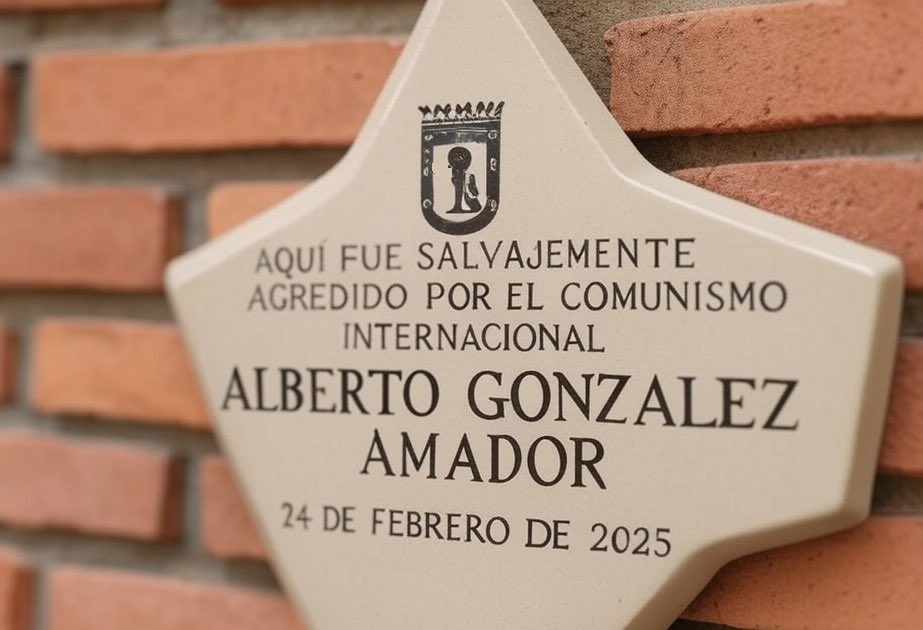 AQUÍ FUE SALVAJEMENTE
AGREDIDO POR EL COMUNISMO
INTERNACIONAL
ALBERTO GONZALEZ
AMADOR
24 DE FEBRERO DE 2025